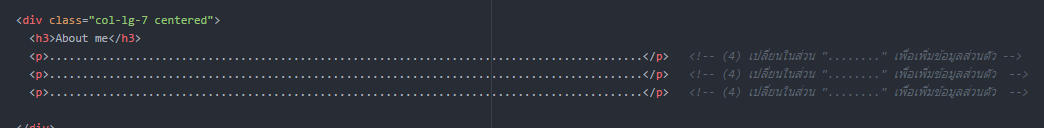 <div class="col-lg-7 centered">
<h3>About me</h3>
<p>..........................................................................................</p> <!-- (4) เปลี่ยนในส่วน "........" เพื่อเพิ่มข้อมูลส่วนตัว -->
<p>..........................................................................................</p> <!-- (4) เปลี่ยนในส่วน "........" เพื่อเพิ่มข้อมูลส่วนตัว -->
<p>..........................................................................................</p> <!-- (4) เปลี่ยนในส่วน "........" เพื่อเพิ่มข้อมูลส่วนตัว -->
</div>